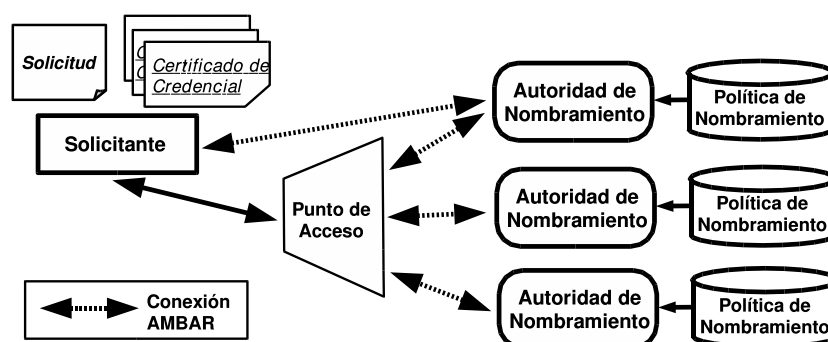 Solicitud
Certificado de
Credencial
Solicitante
Punto de
Acceso
Autoridad de
Nombramiento
Política de
Nombramiento
Autoridad de
Nombramiento
Política de
Nombramiento
Autoridad de
Nombramiento
Política de
Nombramiento
Conexión
AMBAR